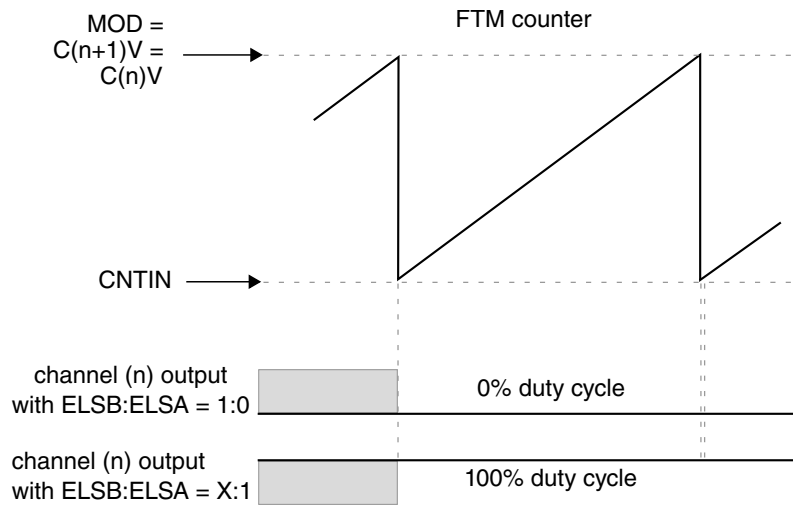 MOD =
C(n+1)V =
C(n)V
FTM counter
CNTIN
channel (n) output
with ELSB:ELSA = 1:0
0% duty cycle
channel (n) output
with ELSB:ELSA = X:1
100% duty cycle